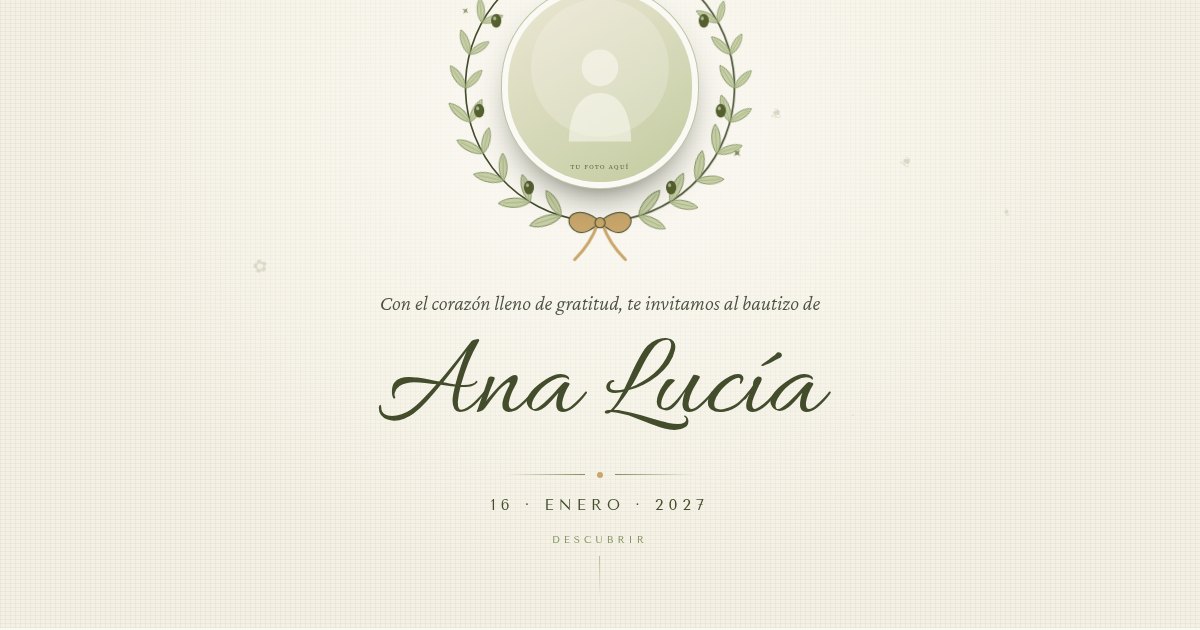 TU FOTO AQUÍ
Con el corazón lleno de gratitud, te invitamos al bautizo de
Ana Lucía
16 · ENERO · 2027
DESCUBRIR